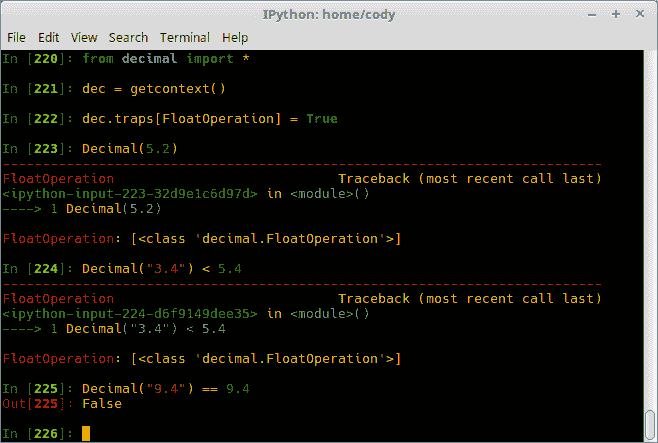 IPython: home/cody
File Edit View Search Terminal Help
In [220]: from decimal import *
In [221]: dec = getcontext()
In [222]: dec.traps[FloatOperation] = True
In [223]: Decimal(5.2)
---------------------------------------------------------------------------
FloatOperation                            Traceback (most recent call last)
<ipython-input-223-32d9e1c6d97d> in <module>()
----> 1 Decimal(5.2)
FloatOperation: [<class 'decimal.FloatOperation'>]
In [224]: Decimal("3.4") < 5.4
---------------------------------------------------------------------------
FloatOperation                            Traceback (most recent call last)
<ipython-input-224-d6f9149dee35> in <module>()
----> 1 Decimal("3.4") < 5.4
FloatOperation: [<class 'decimal.FloatOperation'>]
In [225]: Decimal("9.4") == 9.4
Out[225]: False
In [226]: